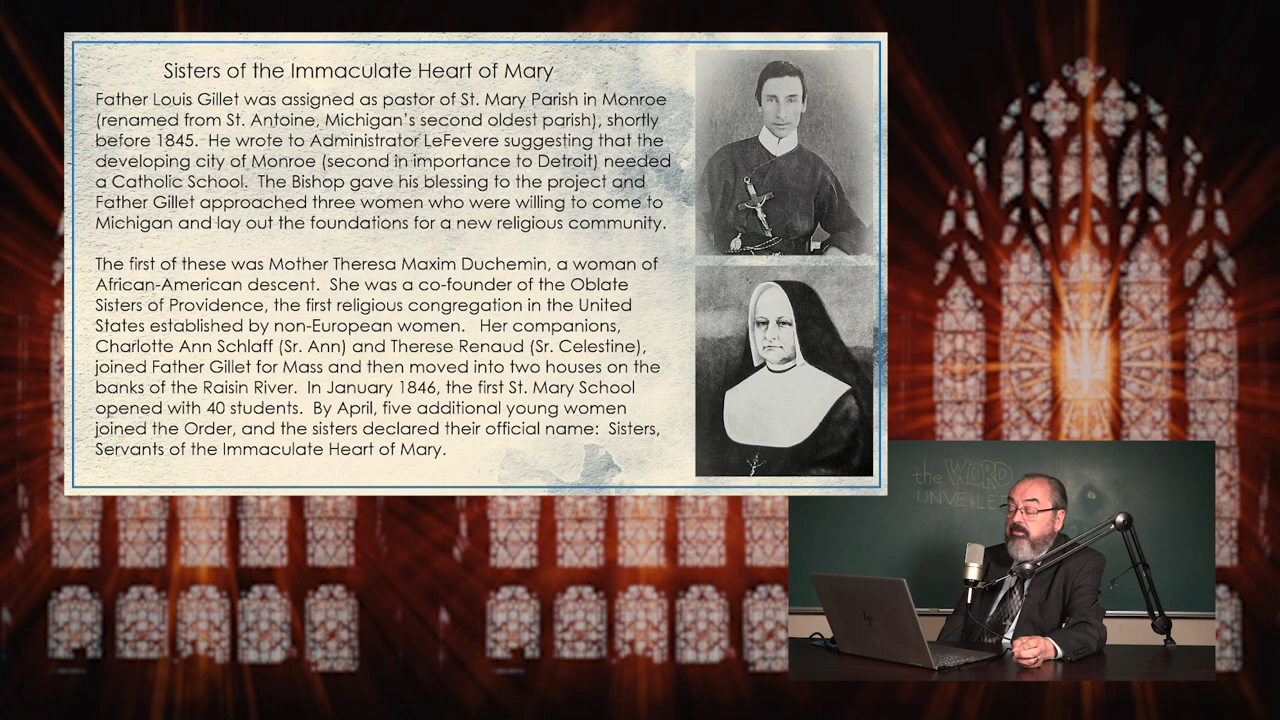 Sisters of the Immaculate Heart of Mary
Father Louis Gillet was assigned as pastor of St. Mary Parish in Monroe
(renamed from St. Antoine, Michigan's second oldest parish), shortly
before 1845.  He wrote to Administrator LeFevere suggesting that the
developing city of Monroe (second in importance to Detroit) needed
a Catholic School.  The Bishop gave his blessing to the project and
Father Gillet approached three women who were willing to come to
Michigan and lay out the foundations for a new religious community.
The first of these was Mother Theresa Maxim Duchemin, a woman of
African-American descent.  She was a co-founder of the Oblate
Sisters of Providence, the first religious congregation in the United
States established by non-European women.   Her companions,
Charlotte Ann Schlaff (Sr. Ann) and Therese Renaud (Sr. Celestine),
joined Father Gillet for Mass and then moved into two houses on the
banks of the Raisin River.  In January 1846, the first St. Mary School
opened with 40 students.  By April, five additional young women
joined the Order, and the sisters declared their official name:  Sisters,
Servants of the Immaculate Heart of Mary.
the WORD
UNVEILE
hp